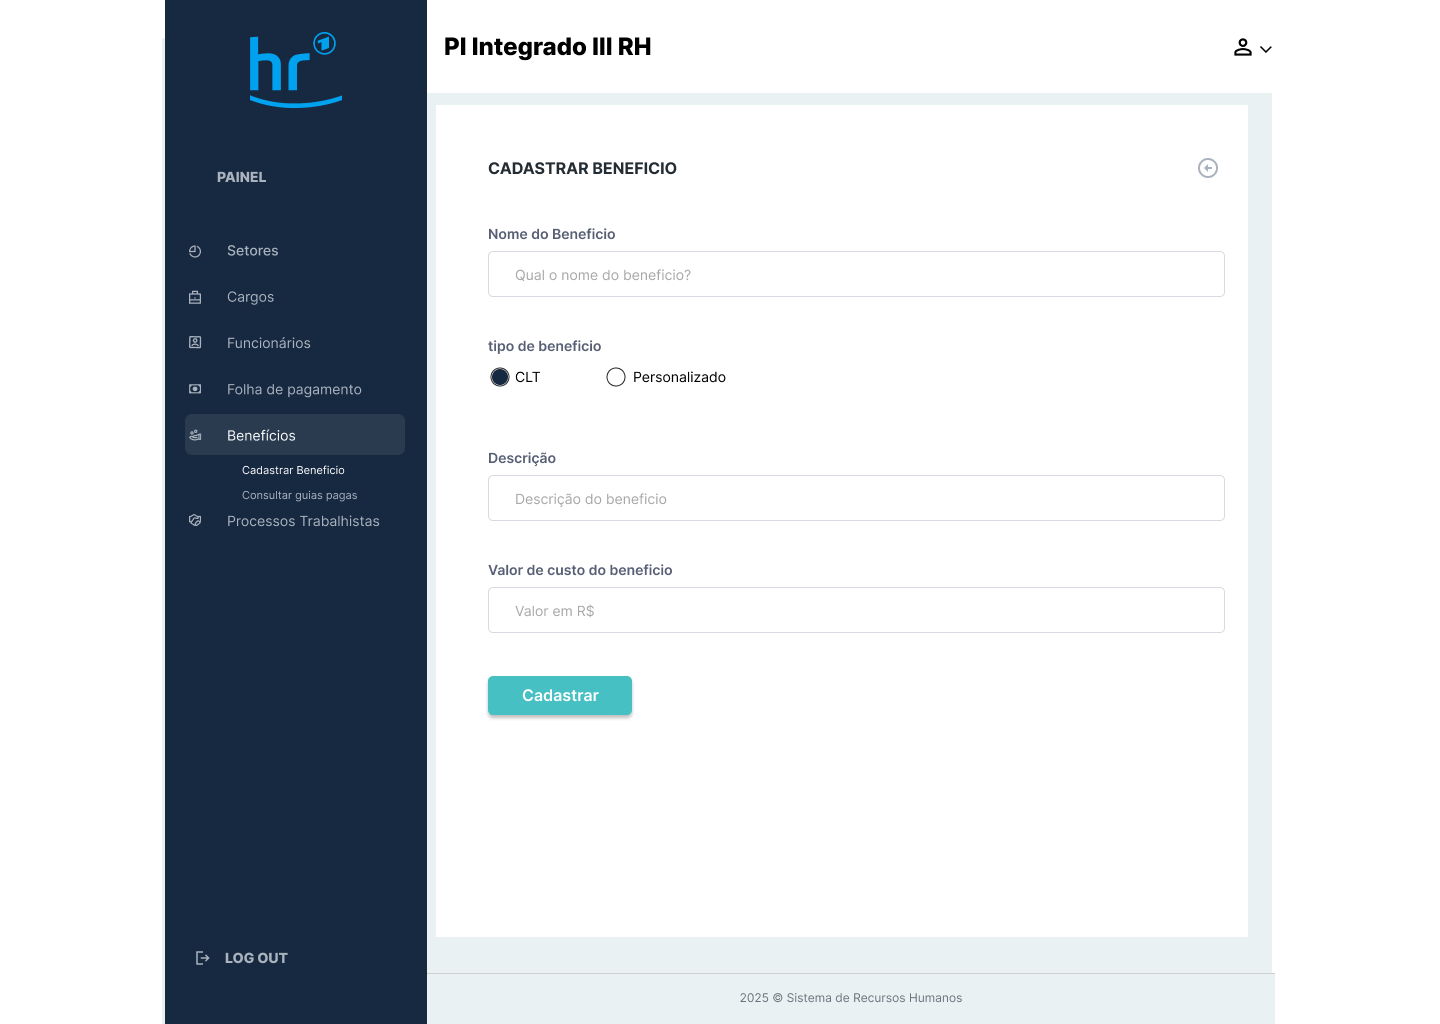 hr
PI Integrado III RH
PAINEL
Setores
Cargos
Funcionários
Folha de pagamento
Benefícios
Cadastrar Beneficio
Consultar guias pagas
Processos Trabalhistas
LOG OUT
CADASTRAR BENEFICIO
Nome do Beneficio
Qual o nome do beneficio?
tipo de beneficio
CLT Personalizado
Descrição
Descrição do beneficio
Valor de custo do beneficio
Valor em R$
Cadastrar
2025 © Sistema de Recursos Humanos